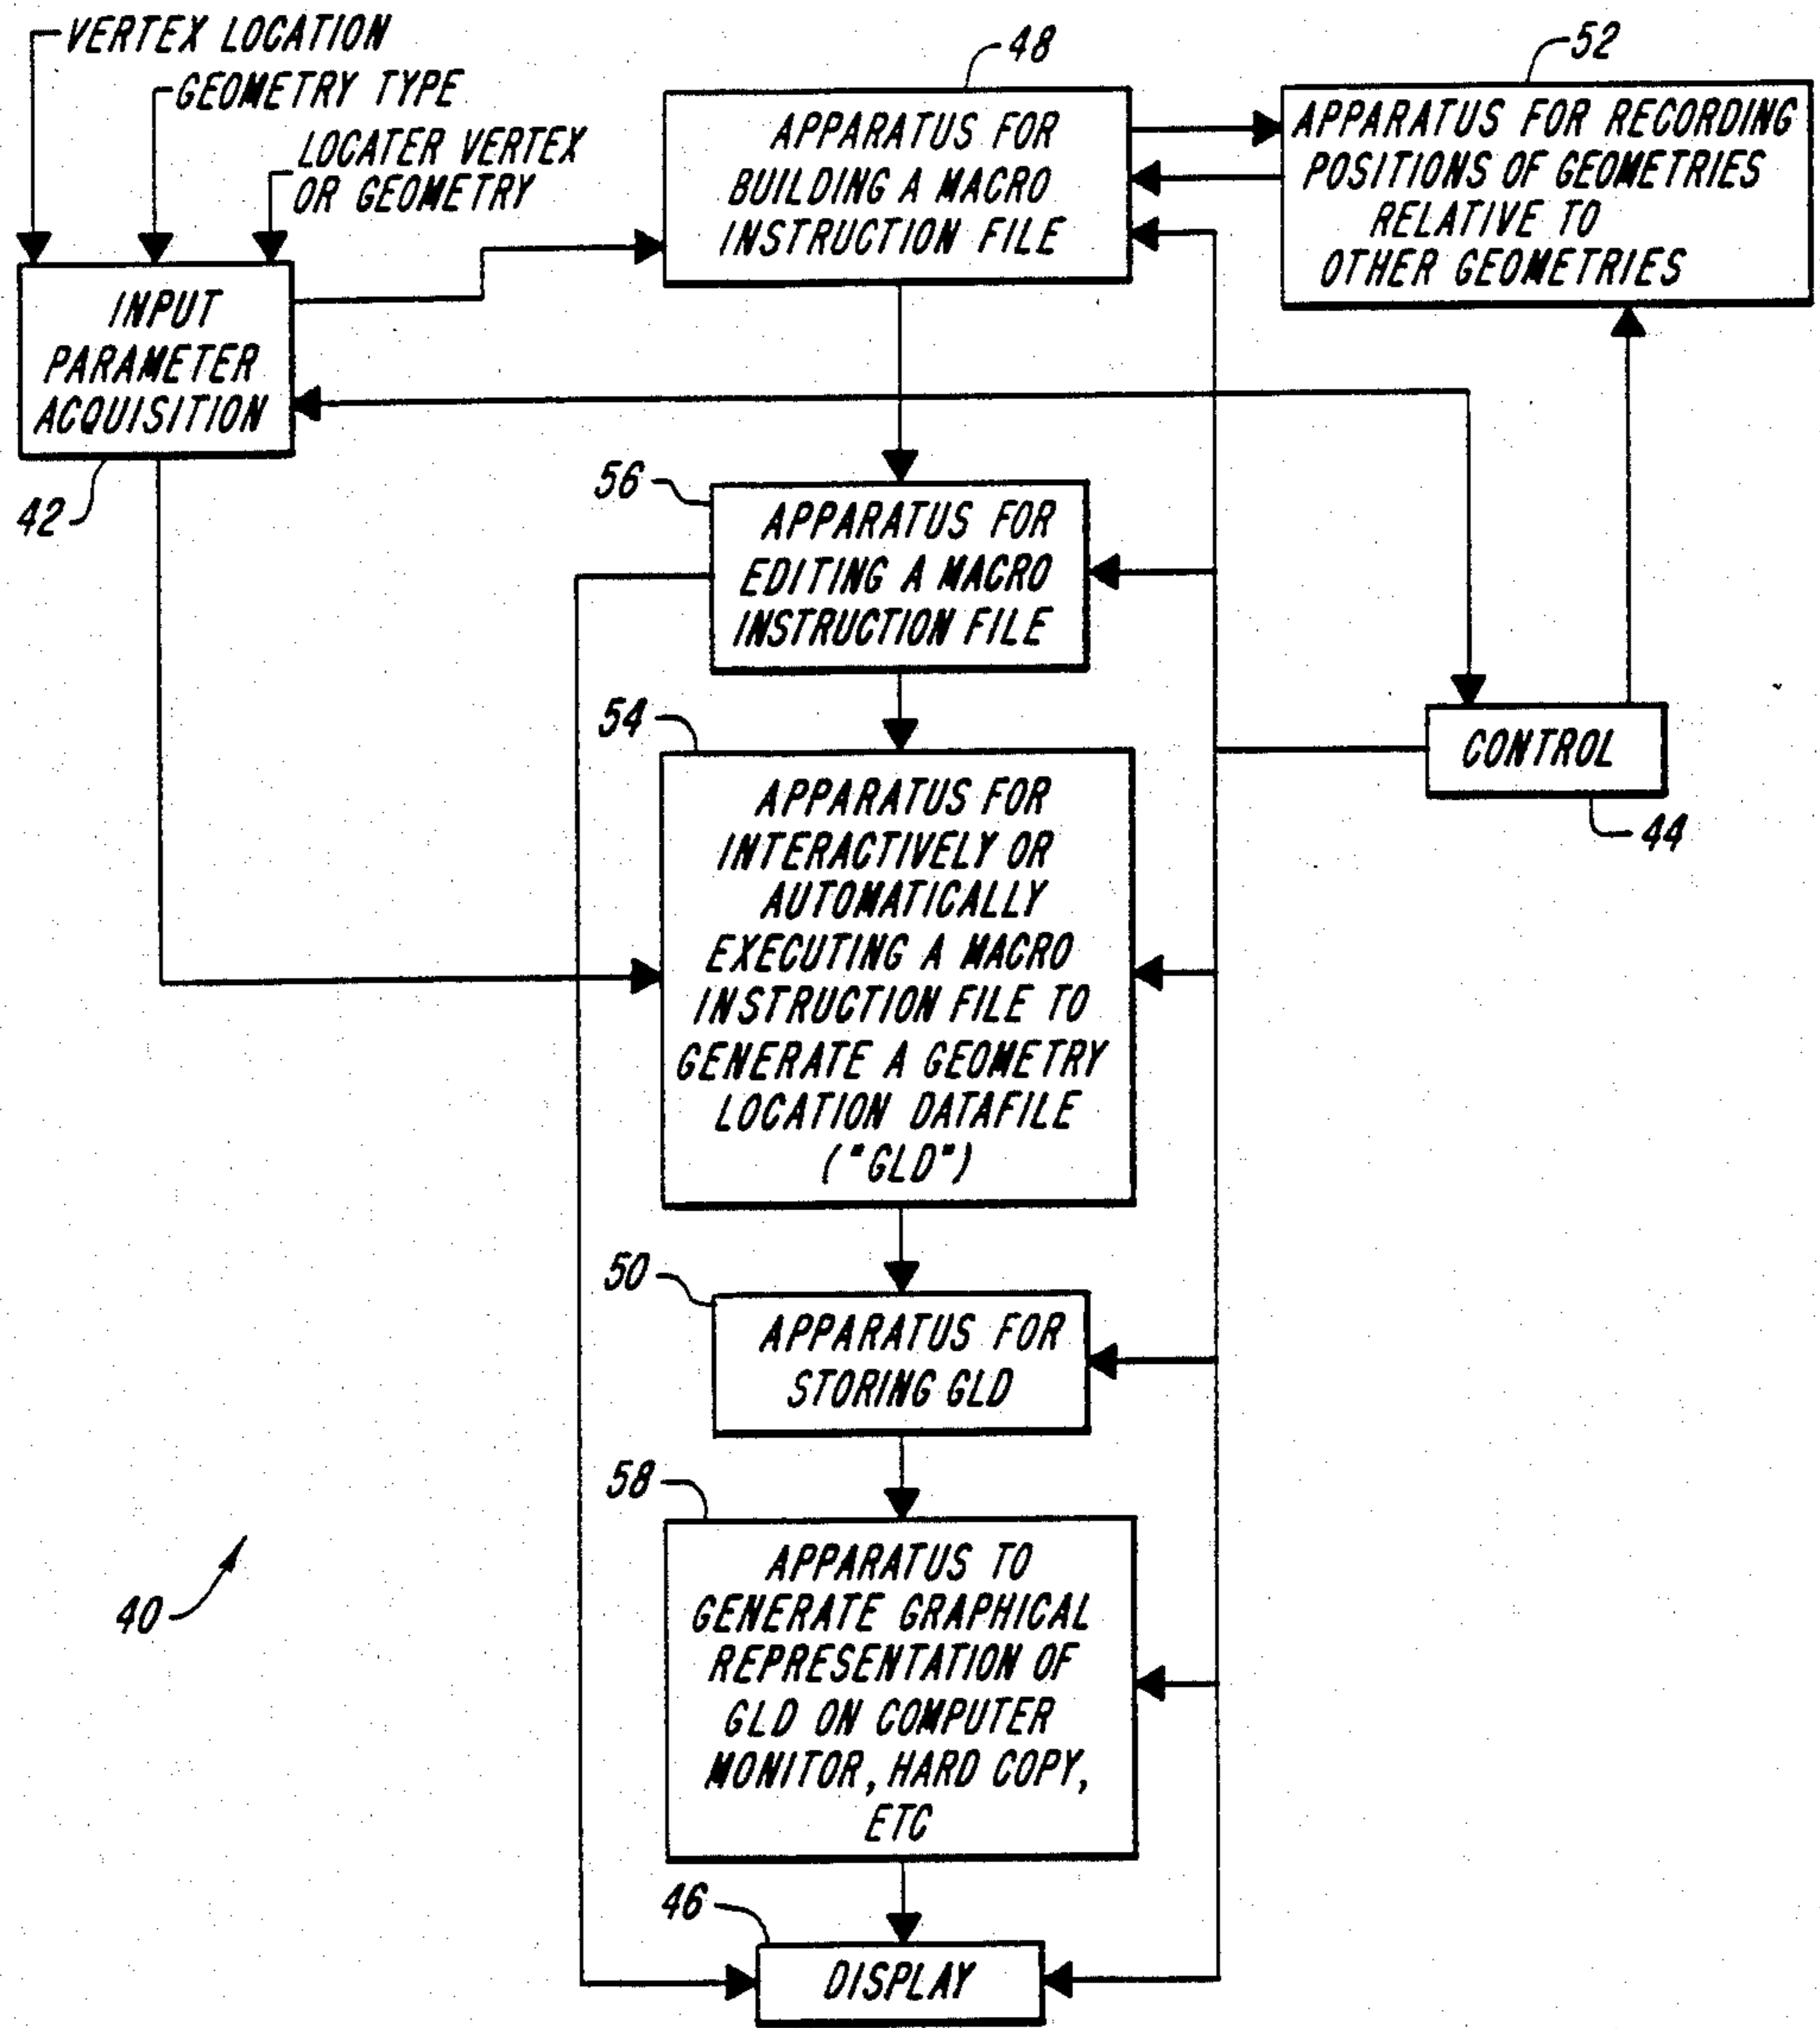 VERTEX LOCATION
GEOMETRY TYPE
LOCATER VERTEX
OR GEOMETRY
INPUT
PARAMETER
ACQUISITION
42
48
APPARATUS FOR
BUILDING A MACRO
INSTRUCTION FILE
52
APPARATUS FOR RECORDING
POSITIONS OF GEOMETRIES
RELATIVE TO
OTHER GEOMETRIES
56
APPARATUS FOR
EDITING A MACRO
INSTRUCTION FILE
CONTROL
44
54
APPARATUS FOR
INTERACTIVELY OR
AUTOMATICALLY
EXECUTING A MACRO
INSTRUCTION FILE TO
GENERATE A GEOMETRY
LOCATION DATAFILE
("GLD")
50
APPARATUS FOR
STORING GLD
58
APPARATUS TO
GENERATE GRAPHICAL
REPRESENTATION OF
GLD ON COMPUTER
MONITOR, HARD COPY,
ETC
40
46
DISPLAY